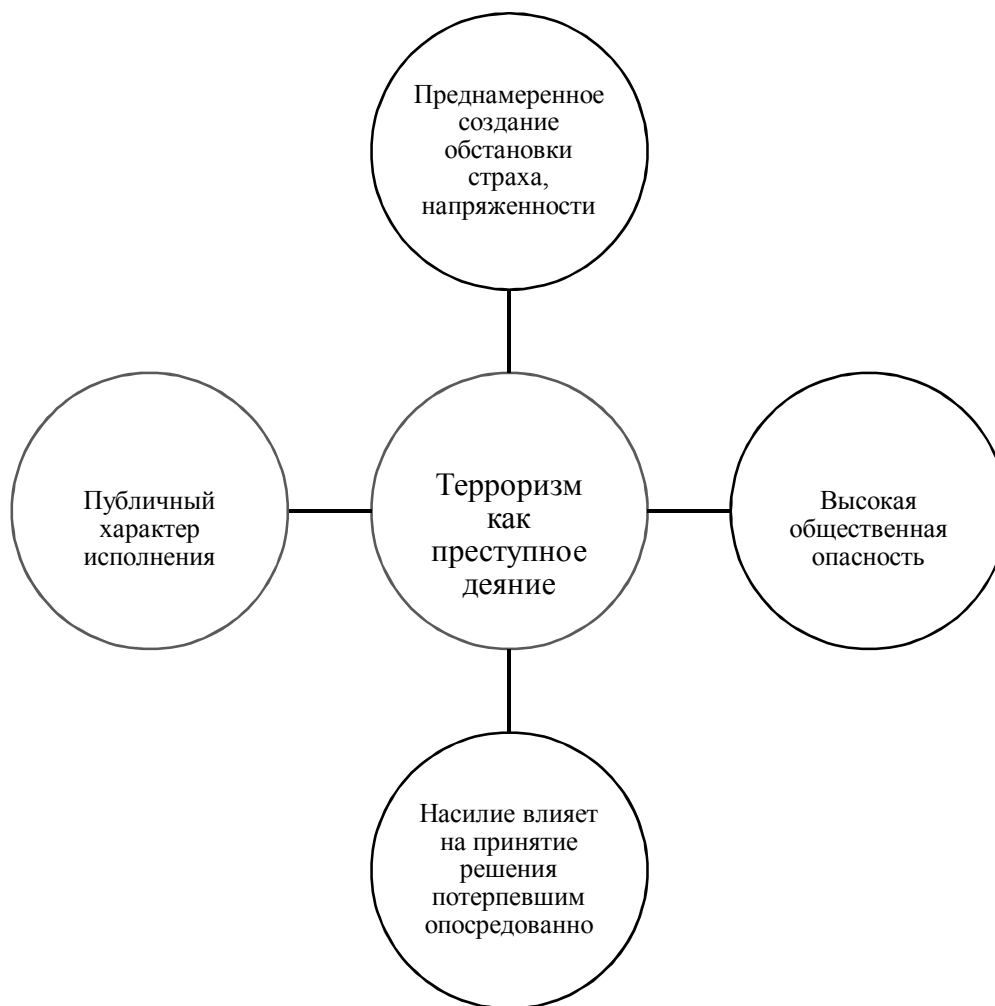 Преднамеренное
создание
обстановки
страха,
напряженности
Публичный
характер
исполнения
Терроризм
как
преступное
деяние
Высокая
общественная
опасность
Насилие влияет
на принятие
решения
потерпевшим
опосредованно